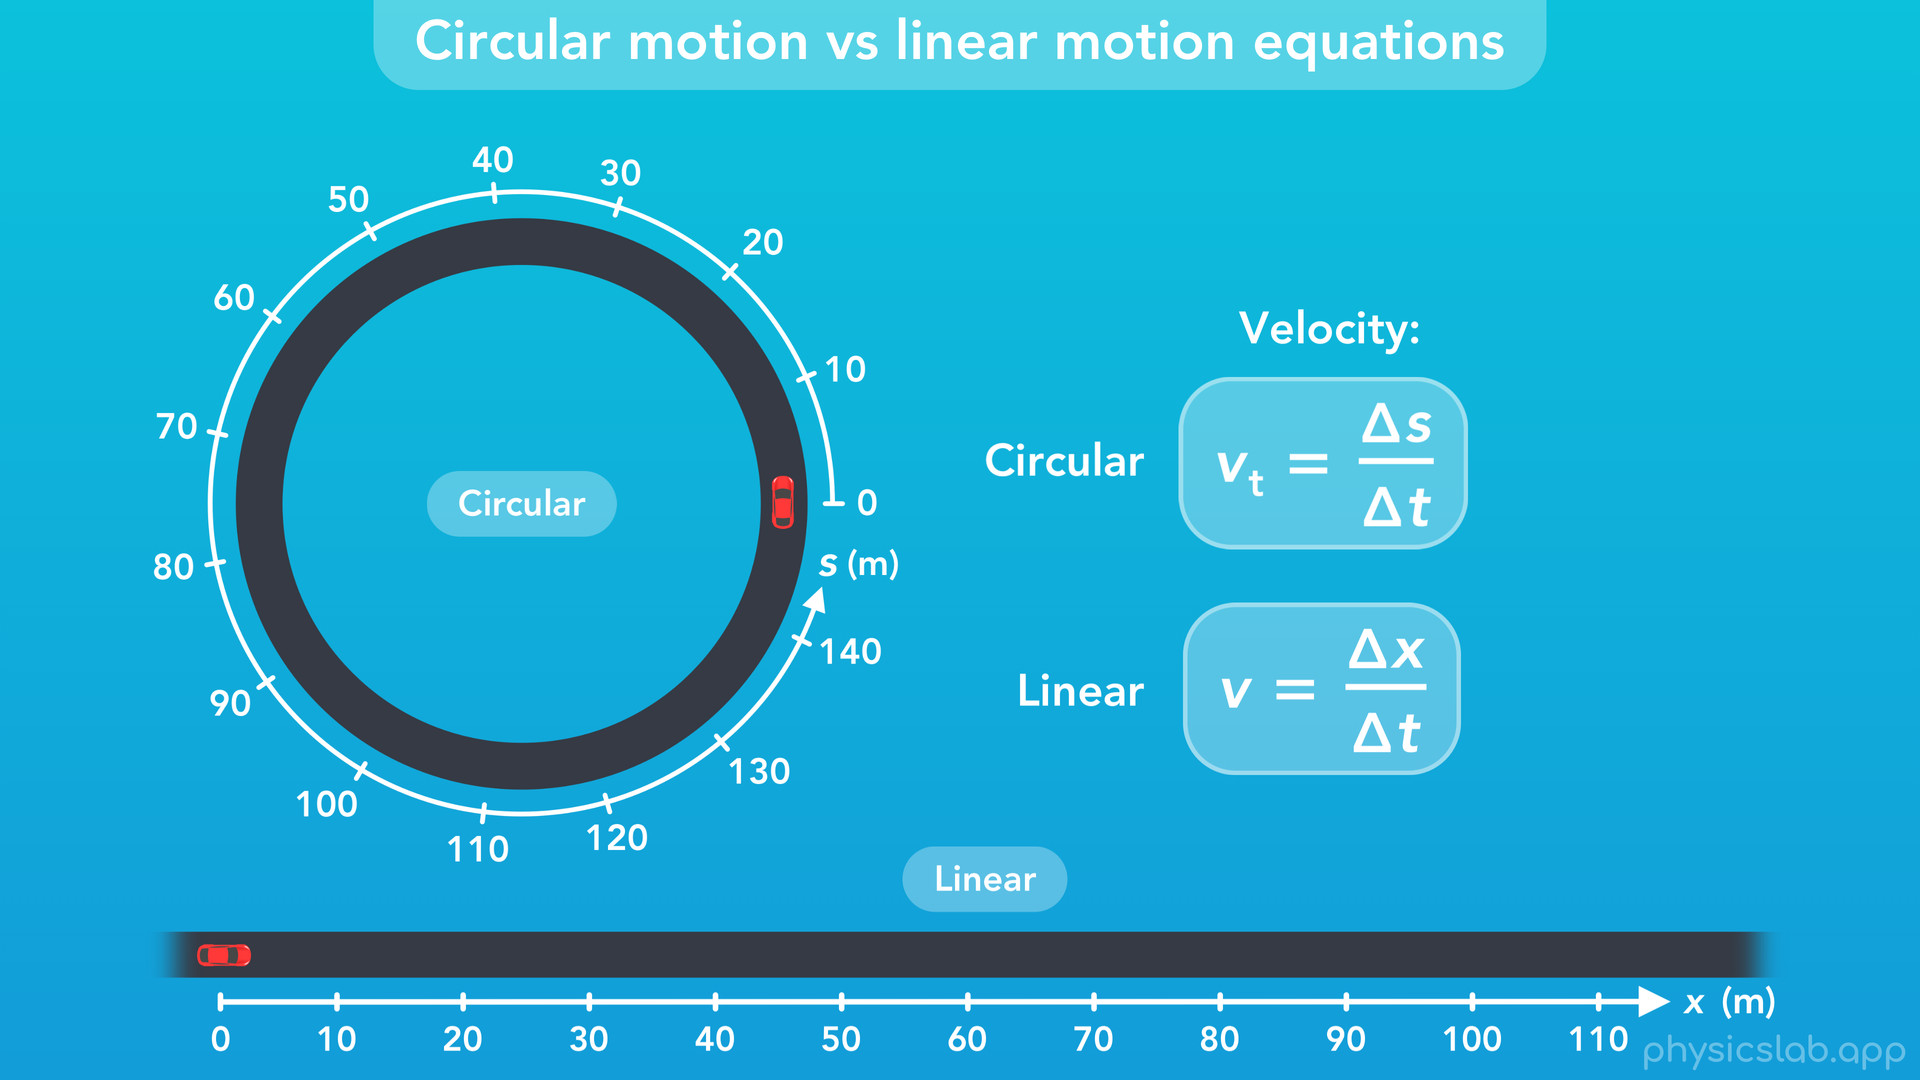 Circular motion vs linear motion equations
40
30
50
20
60
10
70
Circular
0
80
s (m)
140
90
130
100
120
110
Velocity:
Circular
vt = Δs/Δt
Linear
v = Δx/Δt
Linear
x (m)
0 10 20 30 40 50 60 70 80 90 100 110
physicslab.app